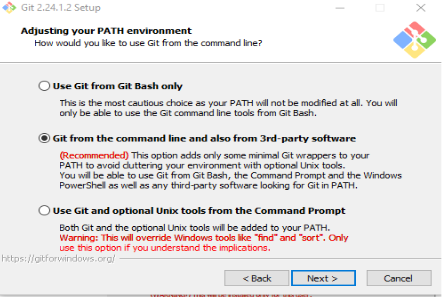 Git 2.24.1.2 Setup
Adjusting your PATH environment
How would you like to use Git from the command line?
Use Git from Git Bash only
This is the most cautious choice as your PATH will not be modified at all. You will
only be able to use the Git command line tools from Git Bash.
Git from the command line and also from 3rd-party software
(Recommended) This option adds only some minimal Git wrappers to your
PATH to avoid cluttering your environment with optional Unix tools.
You will be able to use Git from Git Bash, the Command Prompt and the Windows
PowerShell as well as any third-party software looking for Git in PATH.
Use Git and optional Unix tools from the Command Prompt
Both Git and the optional Unix tools will be added to your PATH.
Warning: This will override Windows tools like "find" and "sort". Only
use this option if you understand the implications.
https://gitforwindows.org/
< Back
Next >
Cancel